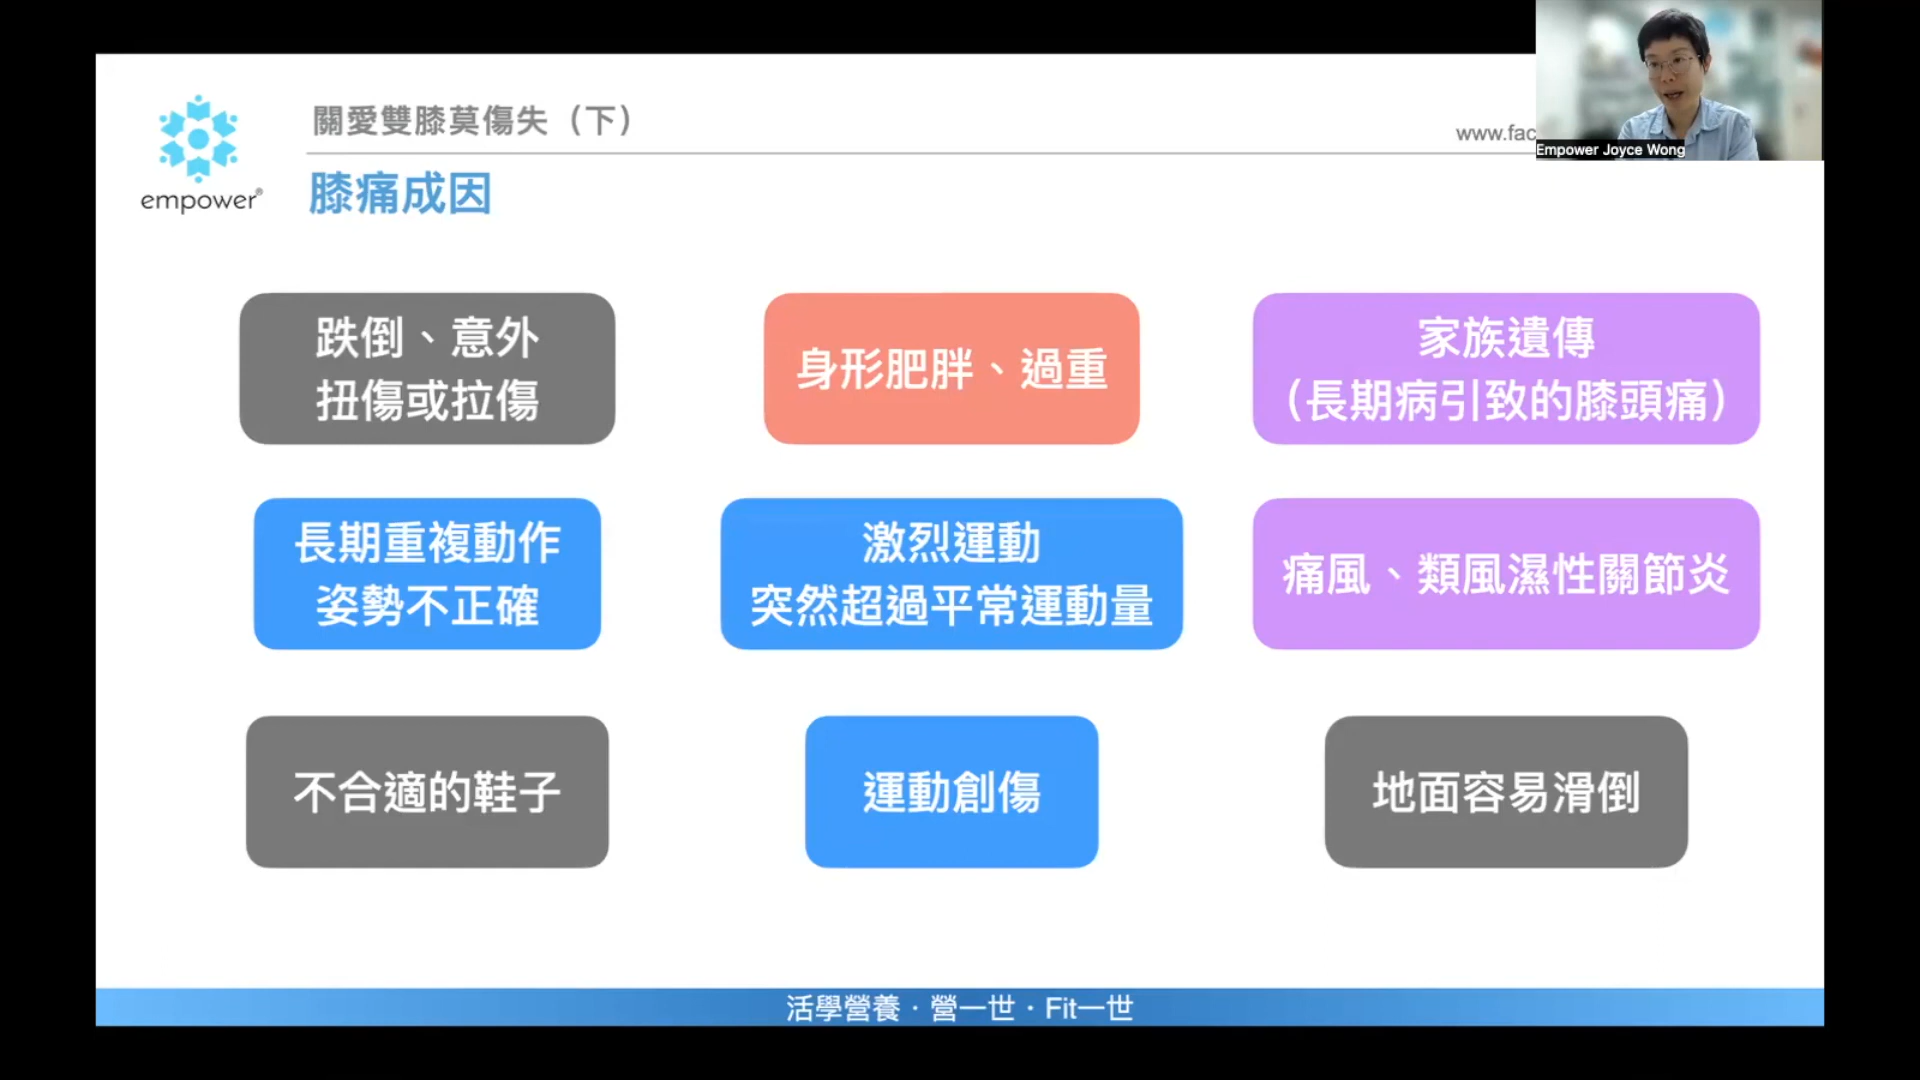 關愛雙膝莫傷失（下）
www.fac
Empower Joyce Wong
empower®
膝痛成因
跌倒、意外
扭傷或拉傷
身形肥胖、過重
家族遺傳
（長期病引致的膝頭痛）
長期重複動作
姿勢不正確
激烈運動
突然超過平常運動量
痛風、類風濕性關節炎
不合適的鞋子
運動創傷
地面容易滑倒
活學營養．營一世．Fit一世